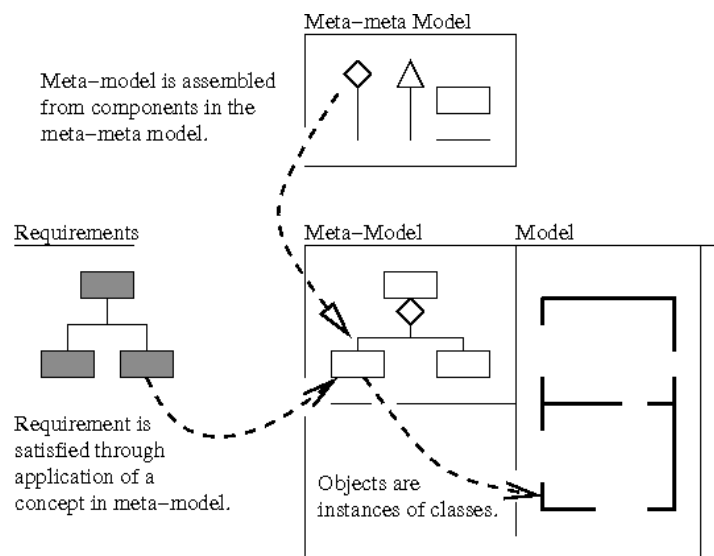 Meta-meta Model
Meta-model is assembled
from components in the
meta-meta model.
Requirements
Meta-Model
Model
Requirement is
satisfied through
application of a
concept in meta-model.
Objects are
instances of classes.